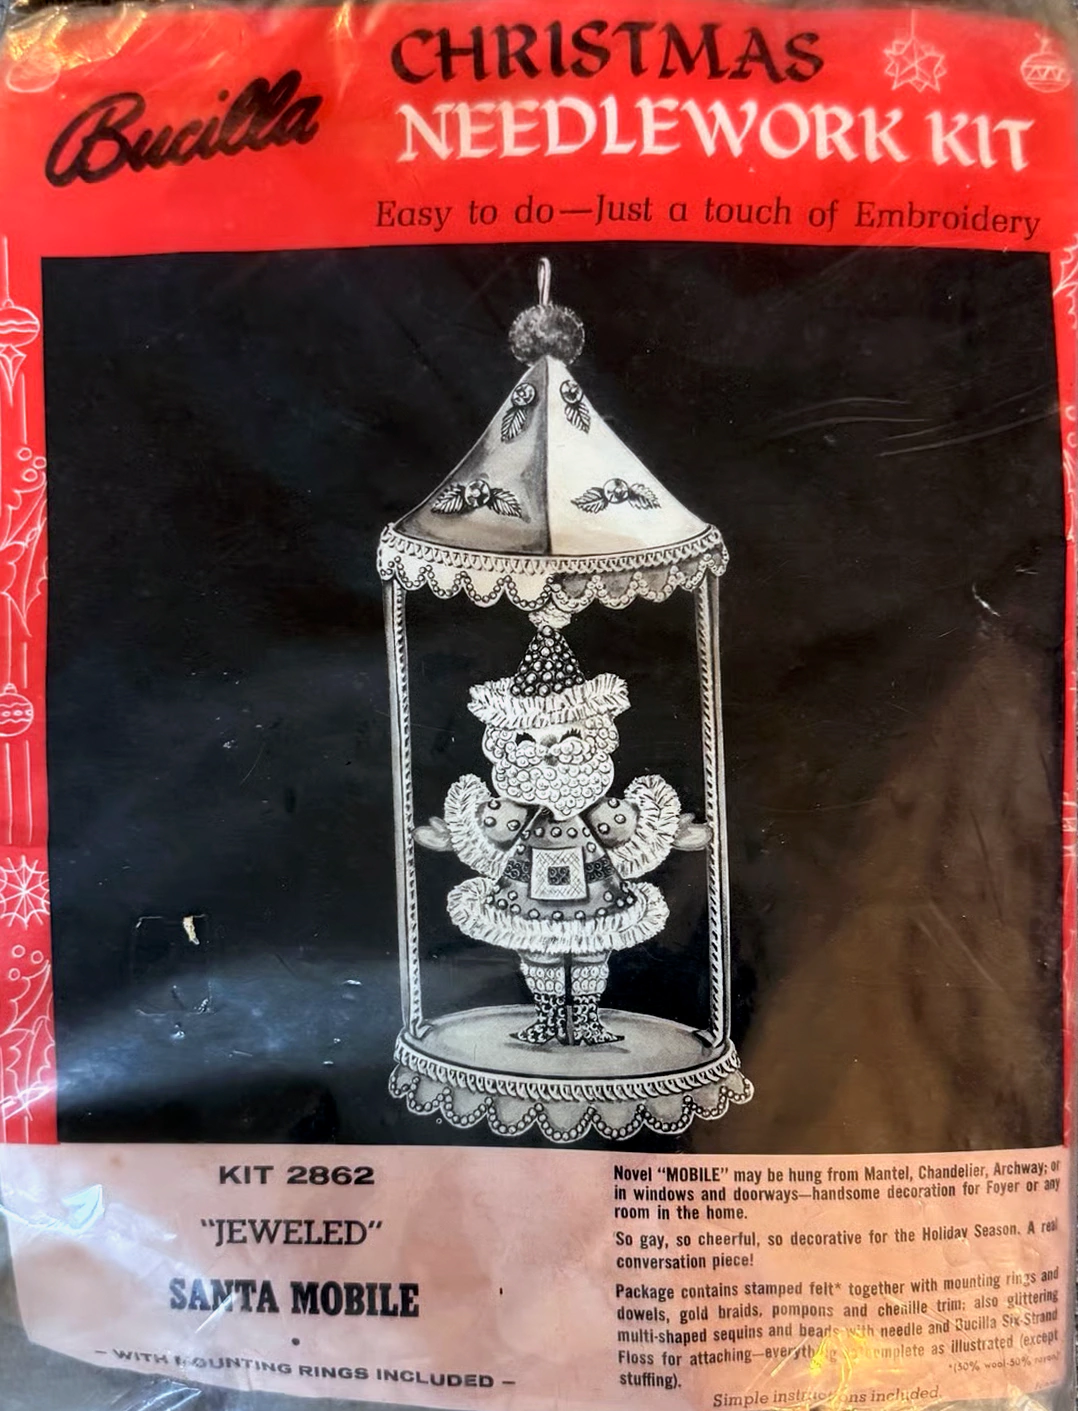 CHRISTMAS
Bucilla
NEEDLEWORK KIT
Easy to do—Just a touch of Embroidery
KIT 2862
"JEWELED"
SANTA MOBILE
•
– WITH MOUNTING RINGS INCLUDED –
Novel "MOBILE" may be hung from Mantel, Chandelier, Archway; or
in windows and doorways—handsome decoration for Foyer or any
room in the home.
So gay, so cheerful, so decorative for the Holiday Season. A real
conversation piece!
Package contains stamped felt* together with mounting rings and
dowels, gold braids, pompons and chenille trim; also glittering
multi-shaped sequins and beads with needle and Bucilla Six-Strand
Floss for attaching—everything complete as illustrated (except
stuffing).
*(50% wool-50% rayon)
Simple instructions included.